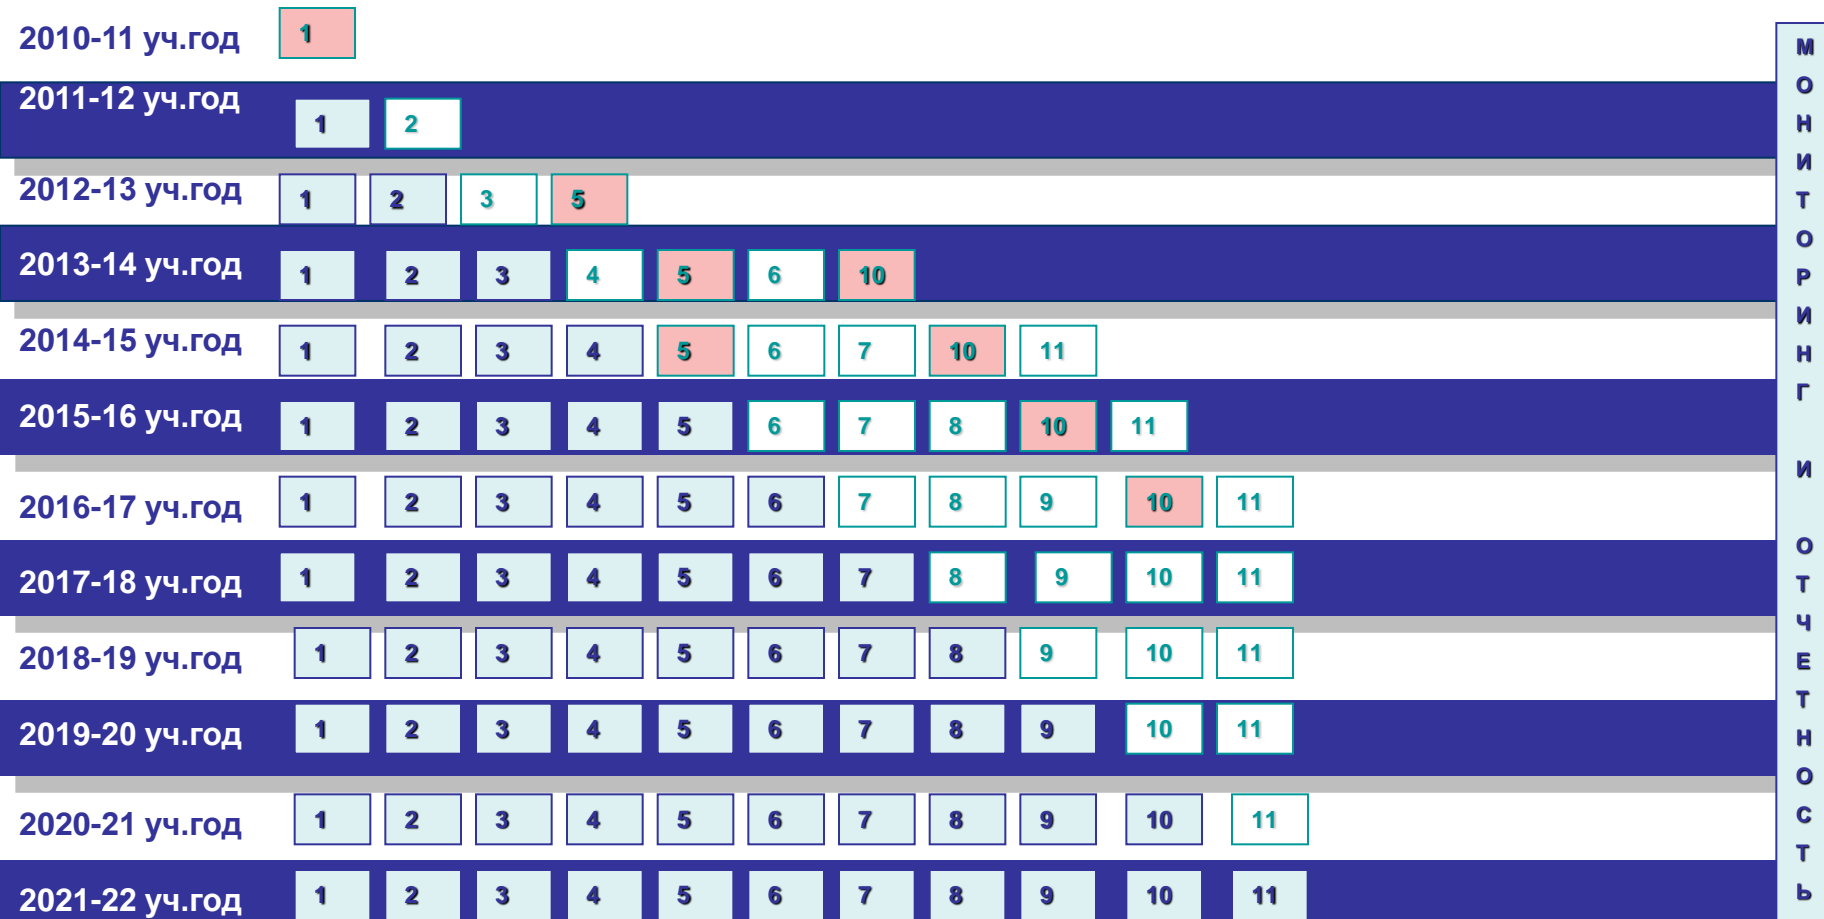 2010-11 уч.год 1
2011-12 уч.год 1 2
2012-13 уч.год 1 2 3 5
2013-14 уч.год 1 2 3 4 5 6 10
2014-15 уч.год 1 2 3 4 5 6 7 10 11
2015-16 уч.год 1 2 3 4 5 6 7 8 10 11
2016-17 уч.год 1 2 3 4 5 6 7 8 9 10 11
2017-18 уч.год 1 2 3 4 5 6 7 8 9 10 11
2018-19 уч.год 1 2 3 4 5 6 7 8 9 10 11
2019-20 уч.год 1 2 3 4 5 6 7 8 9 10 11
2020-21 уч.год 1 2 3 4 5 6 7 8 9 10 11
2021-22 уч.год 1 2 3 4 5 6 7 8 9 10 11
МОНИТОРИНГ И ОТЧЕТНОСТЬ